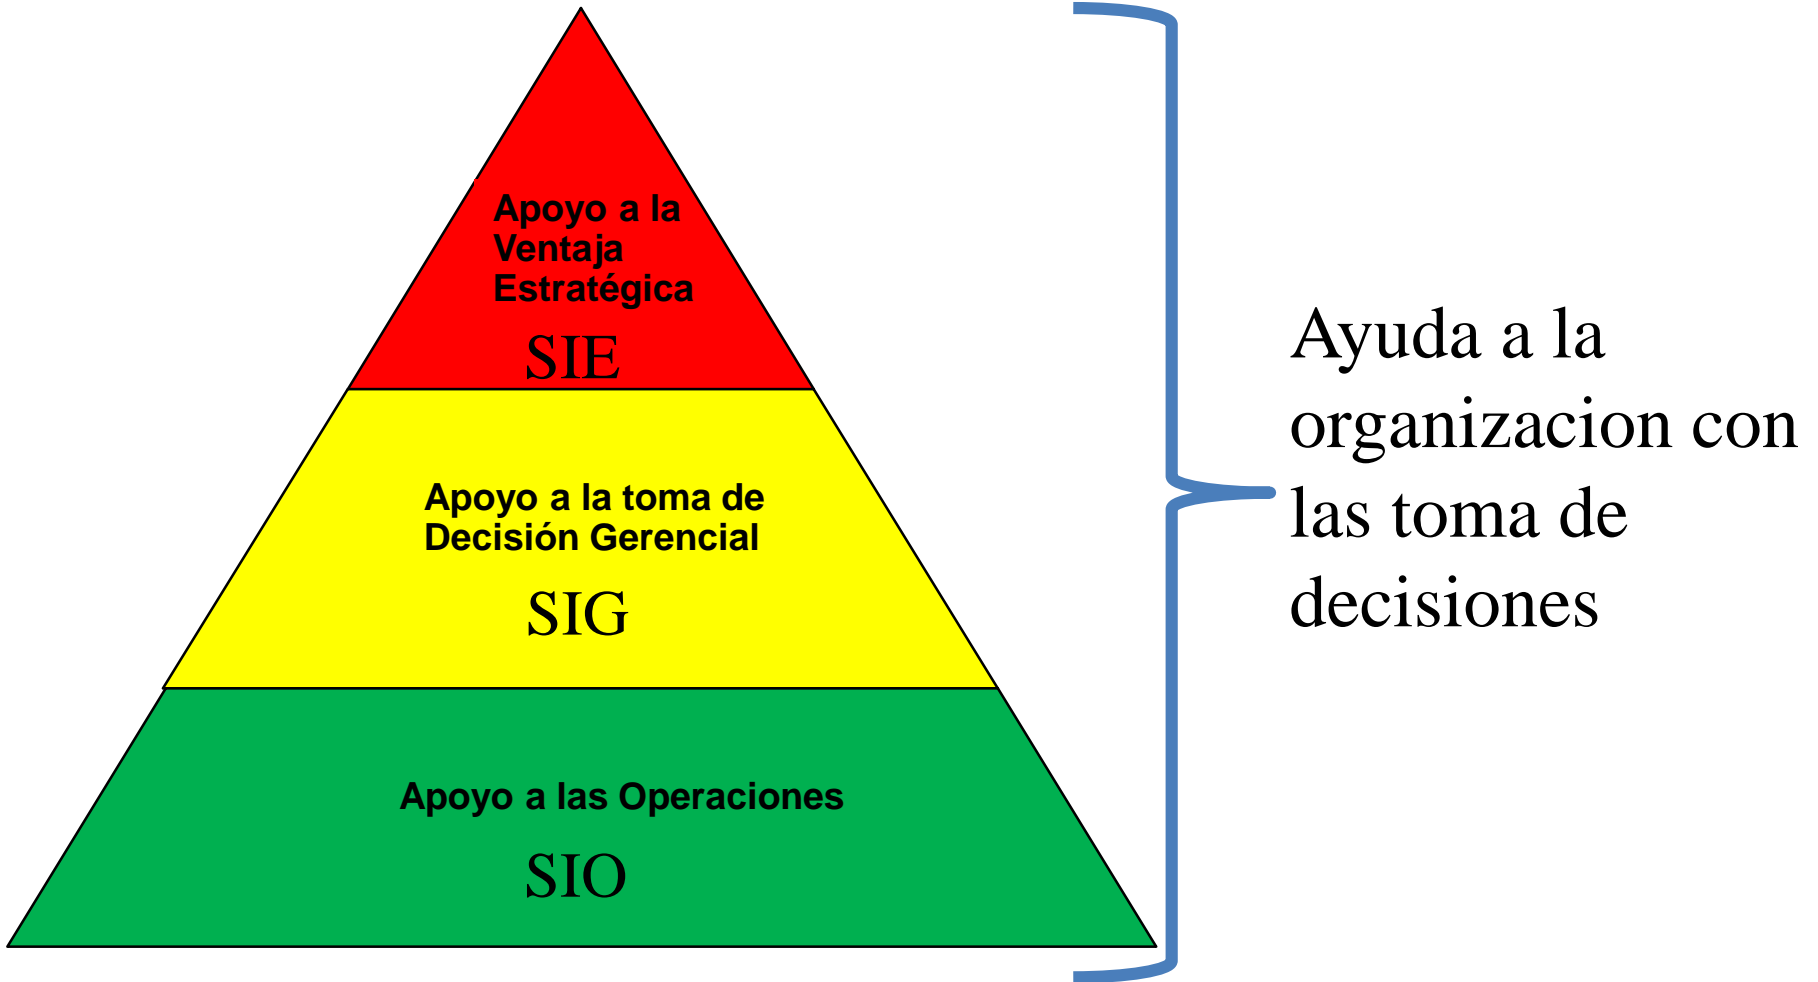 Apoyo a la
Ventaja
Estratégica
SIE
Apoyo a la toma de
Decisión Gerencial
SIG
Apoyo a las Operaciones
SIO
Ayuda a la
organizacion con
las toma de
decisiones